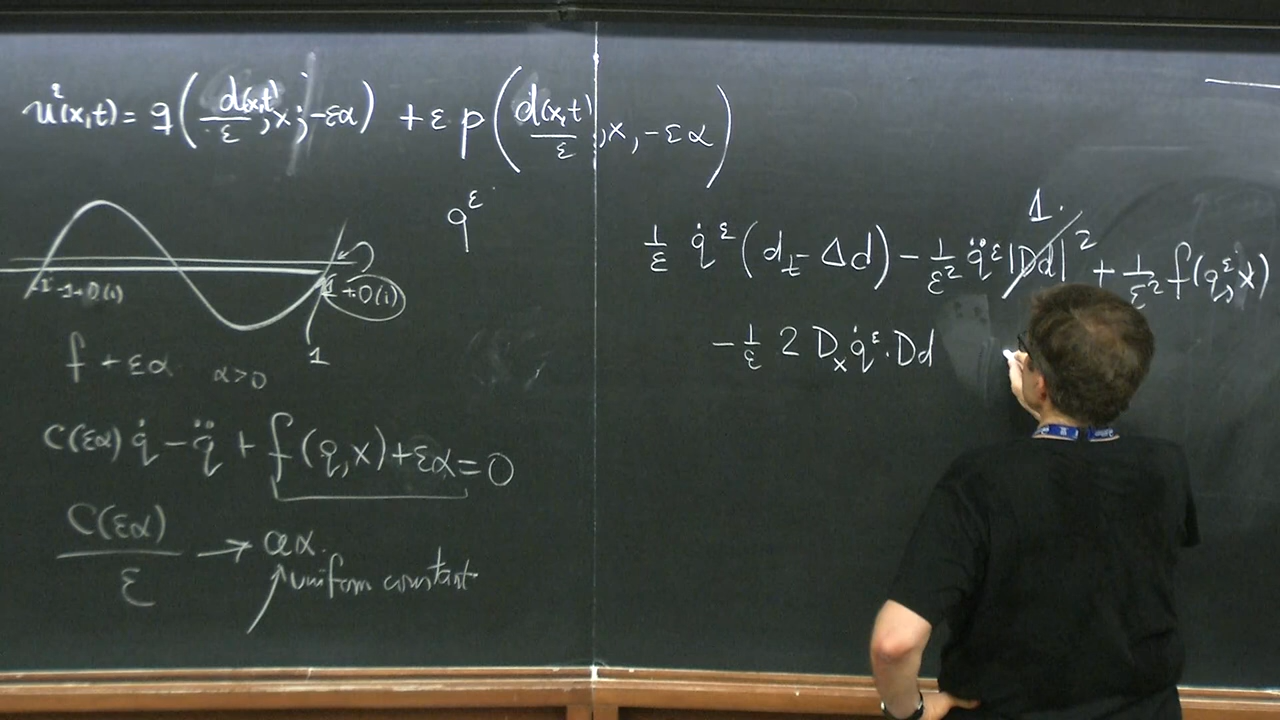 u^ε(x,t) = q( d(x,t)/ε, x, -εα ) + ε p( d(x,t)/ε, x, -εα )
q^ε
-1+O(1)
1+O(1)
1
f + εα α>0
C(εα) q̇ - q̈ + f(q,x)+εα = 0
C(εα)/ε → aα.
uniform constant
1.
1/ε q̇^ε (d_t - Δd) - 1/ε² q̈^ε |Dd|² + 1/ε² f(q^ε, x)
- 1/ε 2 D_x q̇^ε · Dd